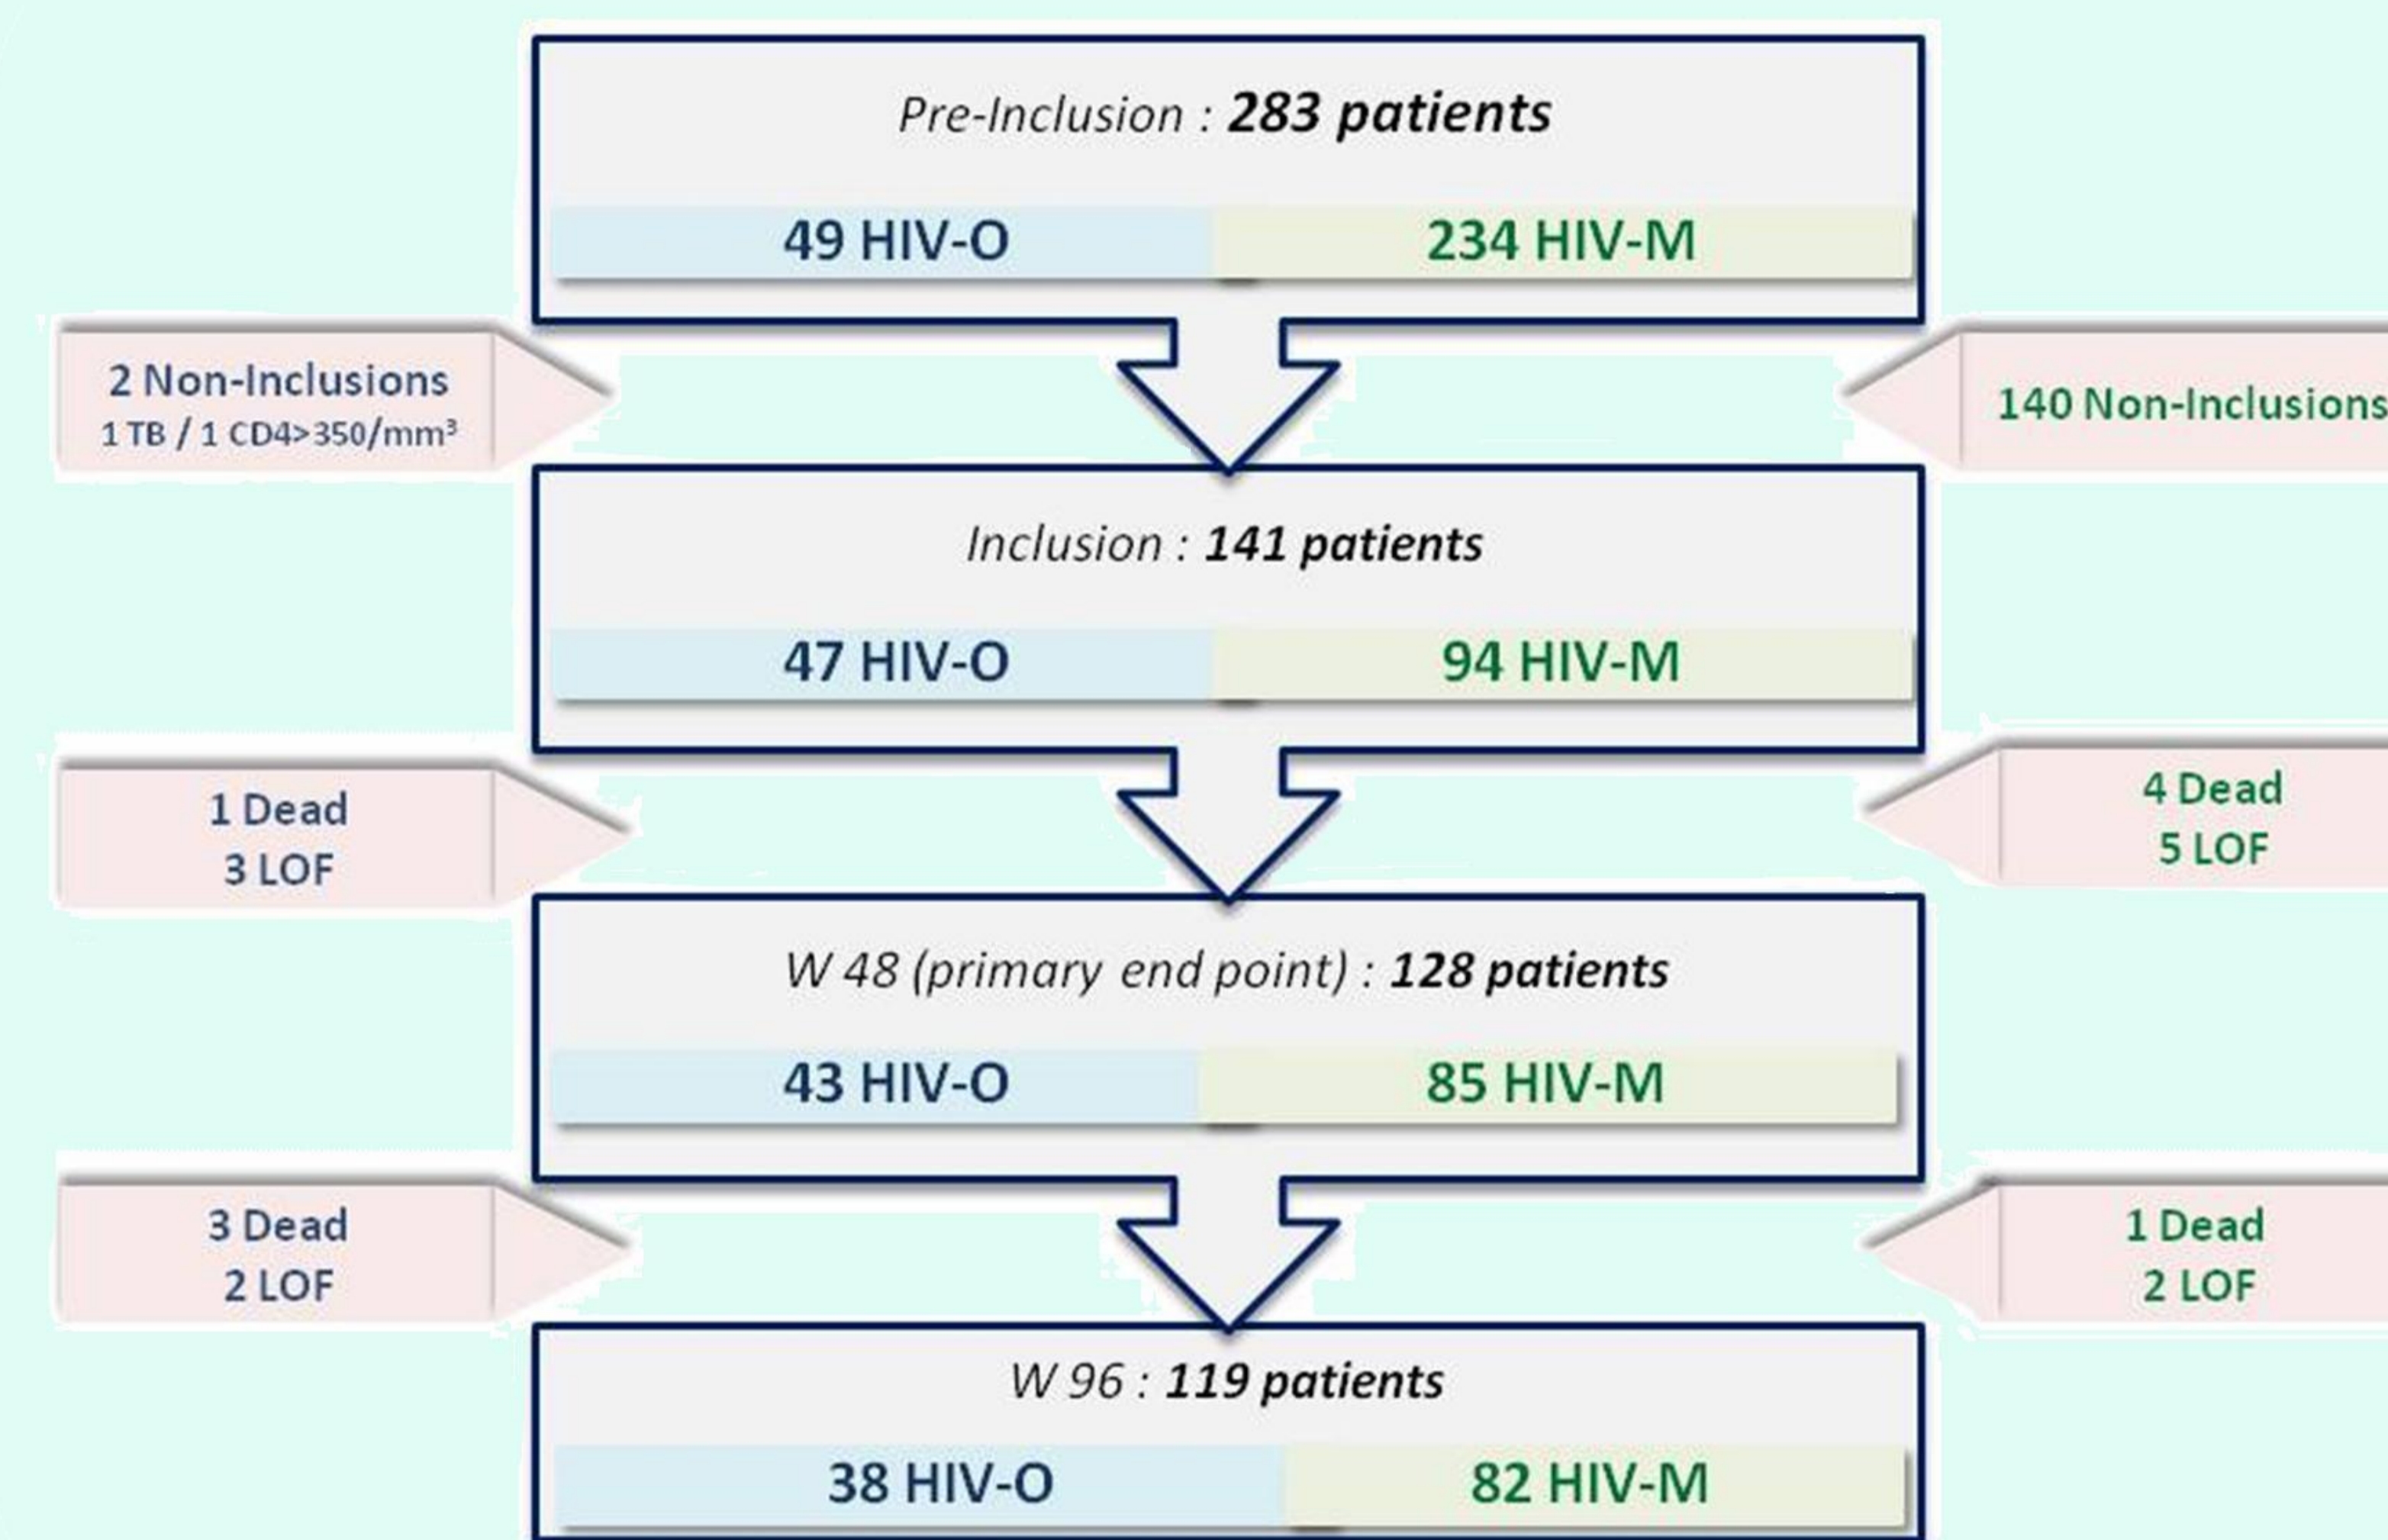 Pre-Inclusion : 283 patients
49 HIV-O
234 HIV-M
2 Non-Inclusions
1 TB / 1 CD4>350/mm³
140 Non-Inclusions
Inclusion : 141 patients
47 HIV-O
94 HIV-M
1 Dead
3 LOF
4 Dead
5 LOF
W 48 (primary end point) : 128 patients
43 HIV-O
85 HIV-M
3 Dead
2 LOF
1 Dead
2 LOF
W 96 : 119 patients
38 HIV-O
82 HIV-M